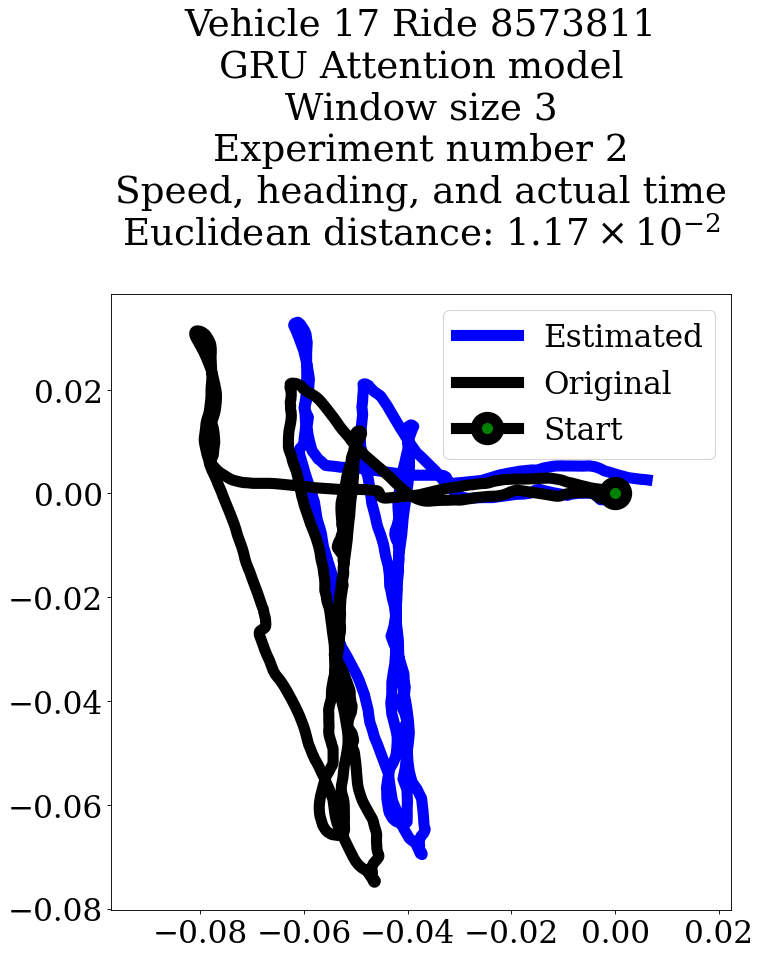 Vehicle 17 Ride 8573811
GRU Attention model
Window size 3
Experiment number 2
Speed, heading, and actual time
Euclidean distance: 1.17 × 10⁻²
Estimated
Original
Start
0.02
0.00
−0.02
−0.04
−0.06
−0.08
−0.08 −0.06 −0.04 −0.02 0.00 0.02